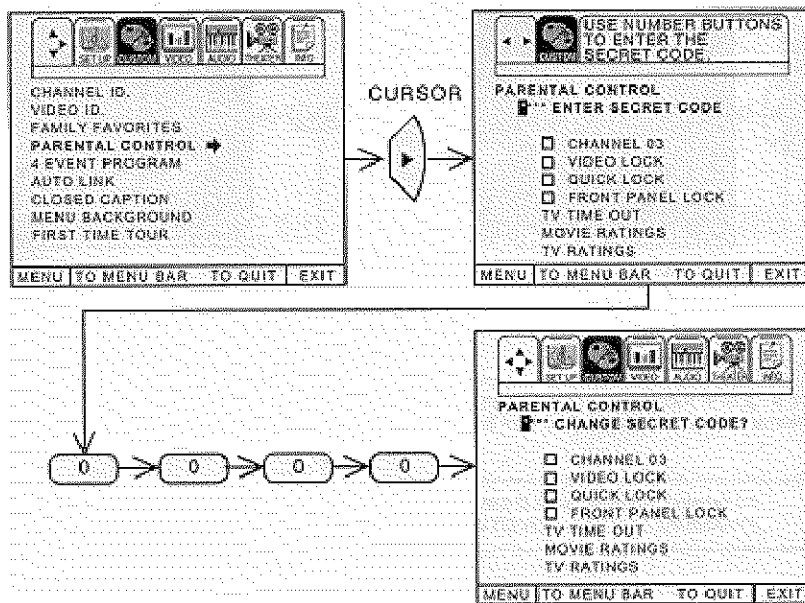 SET UP CUSTOM VIDEO AUDIO THEATER INFO
CHANNEL ID.
VIDEO ID.
FAMILY FAVORITES
PARENTAL CONTROL
4-EVENT PROGRAM
AUTO LINK
CLOSED CAPTION
MENU BACKGROUND
FIRST TIME TOUR
MENU TO MENU BAR TO QUIT EXIT
CURSOR
CUSTOM
USE NUMBER BUTTONS
TO ENTER THE
SECRET CODE.
PARENTAL CONTROL
ENTER SECRET CODE
CHANNEL 03
VIDEO LOCK
QUICK LOCK
FRONT PANEL LOCK
TV TIME OUT
MOVIE RATINGS
TV RATINGS
MENU TO MENU BAR TO QUIT EXIT
0 0 0 0
SET UP CUSTOM VIDEO AUDIO THEATER INFO
PARENTAL CONTROL
CHANGE SECRET CODE?
CHANNEL 03
VIDEO LOCK
QUICK LOCK
FRONT PANEL LOCK
TV TIME OUT
MOVIE RATINGS
TV RATINGS
MENU TO MENU BAR TO QUIT EXIT